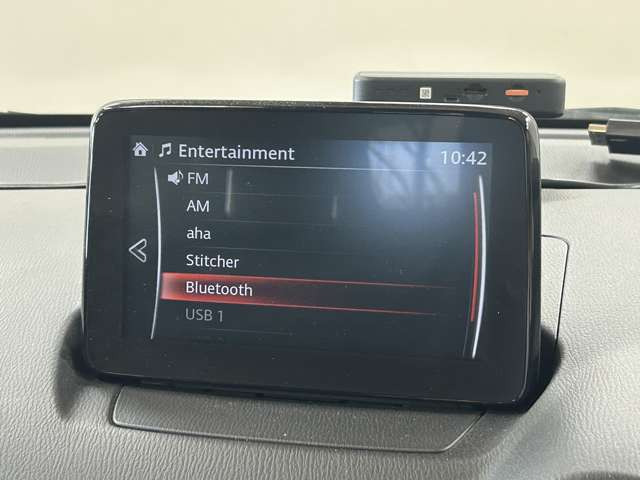 Entertainment
10:42
FM
AM
aha
Stitcher
Bluetooth
USB 1